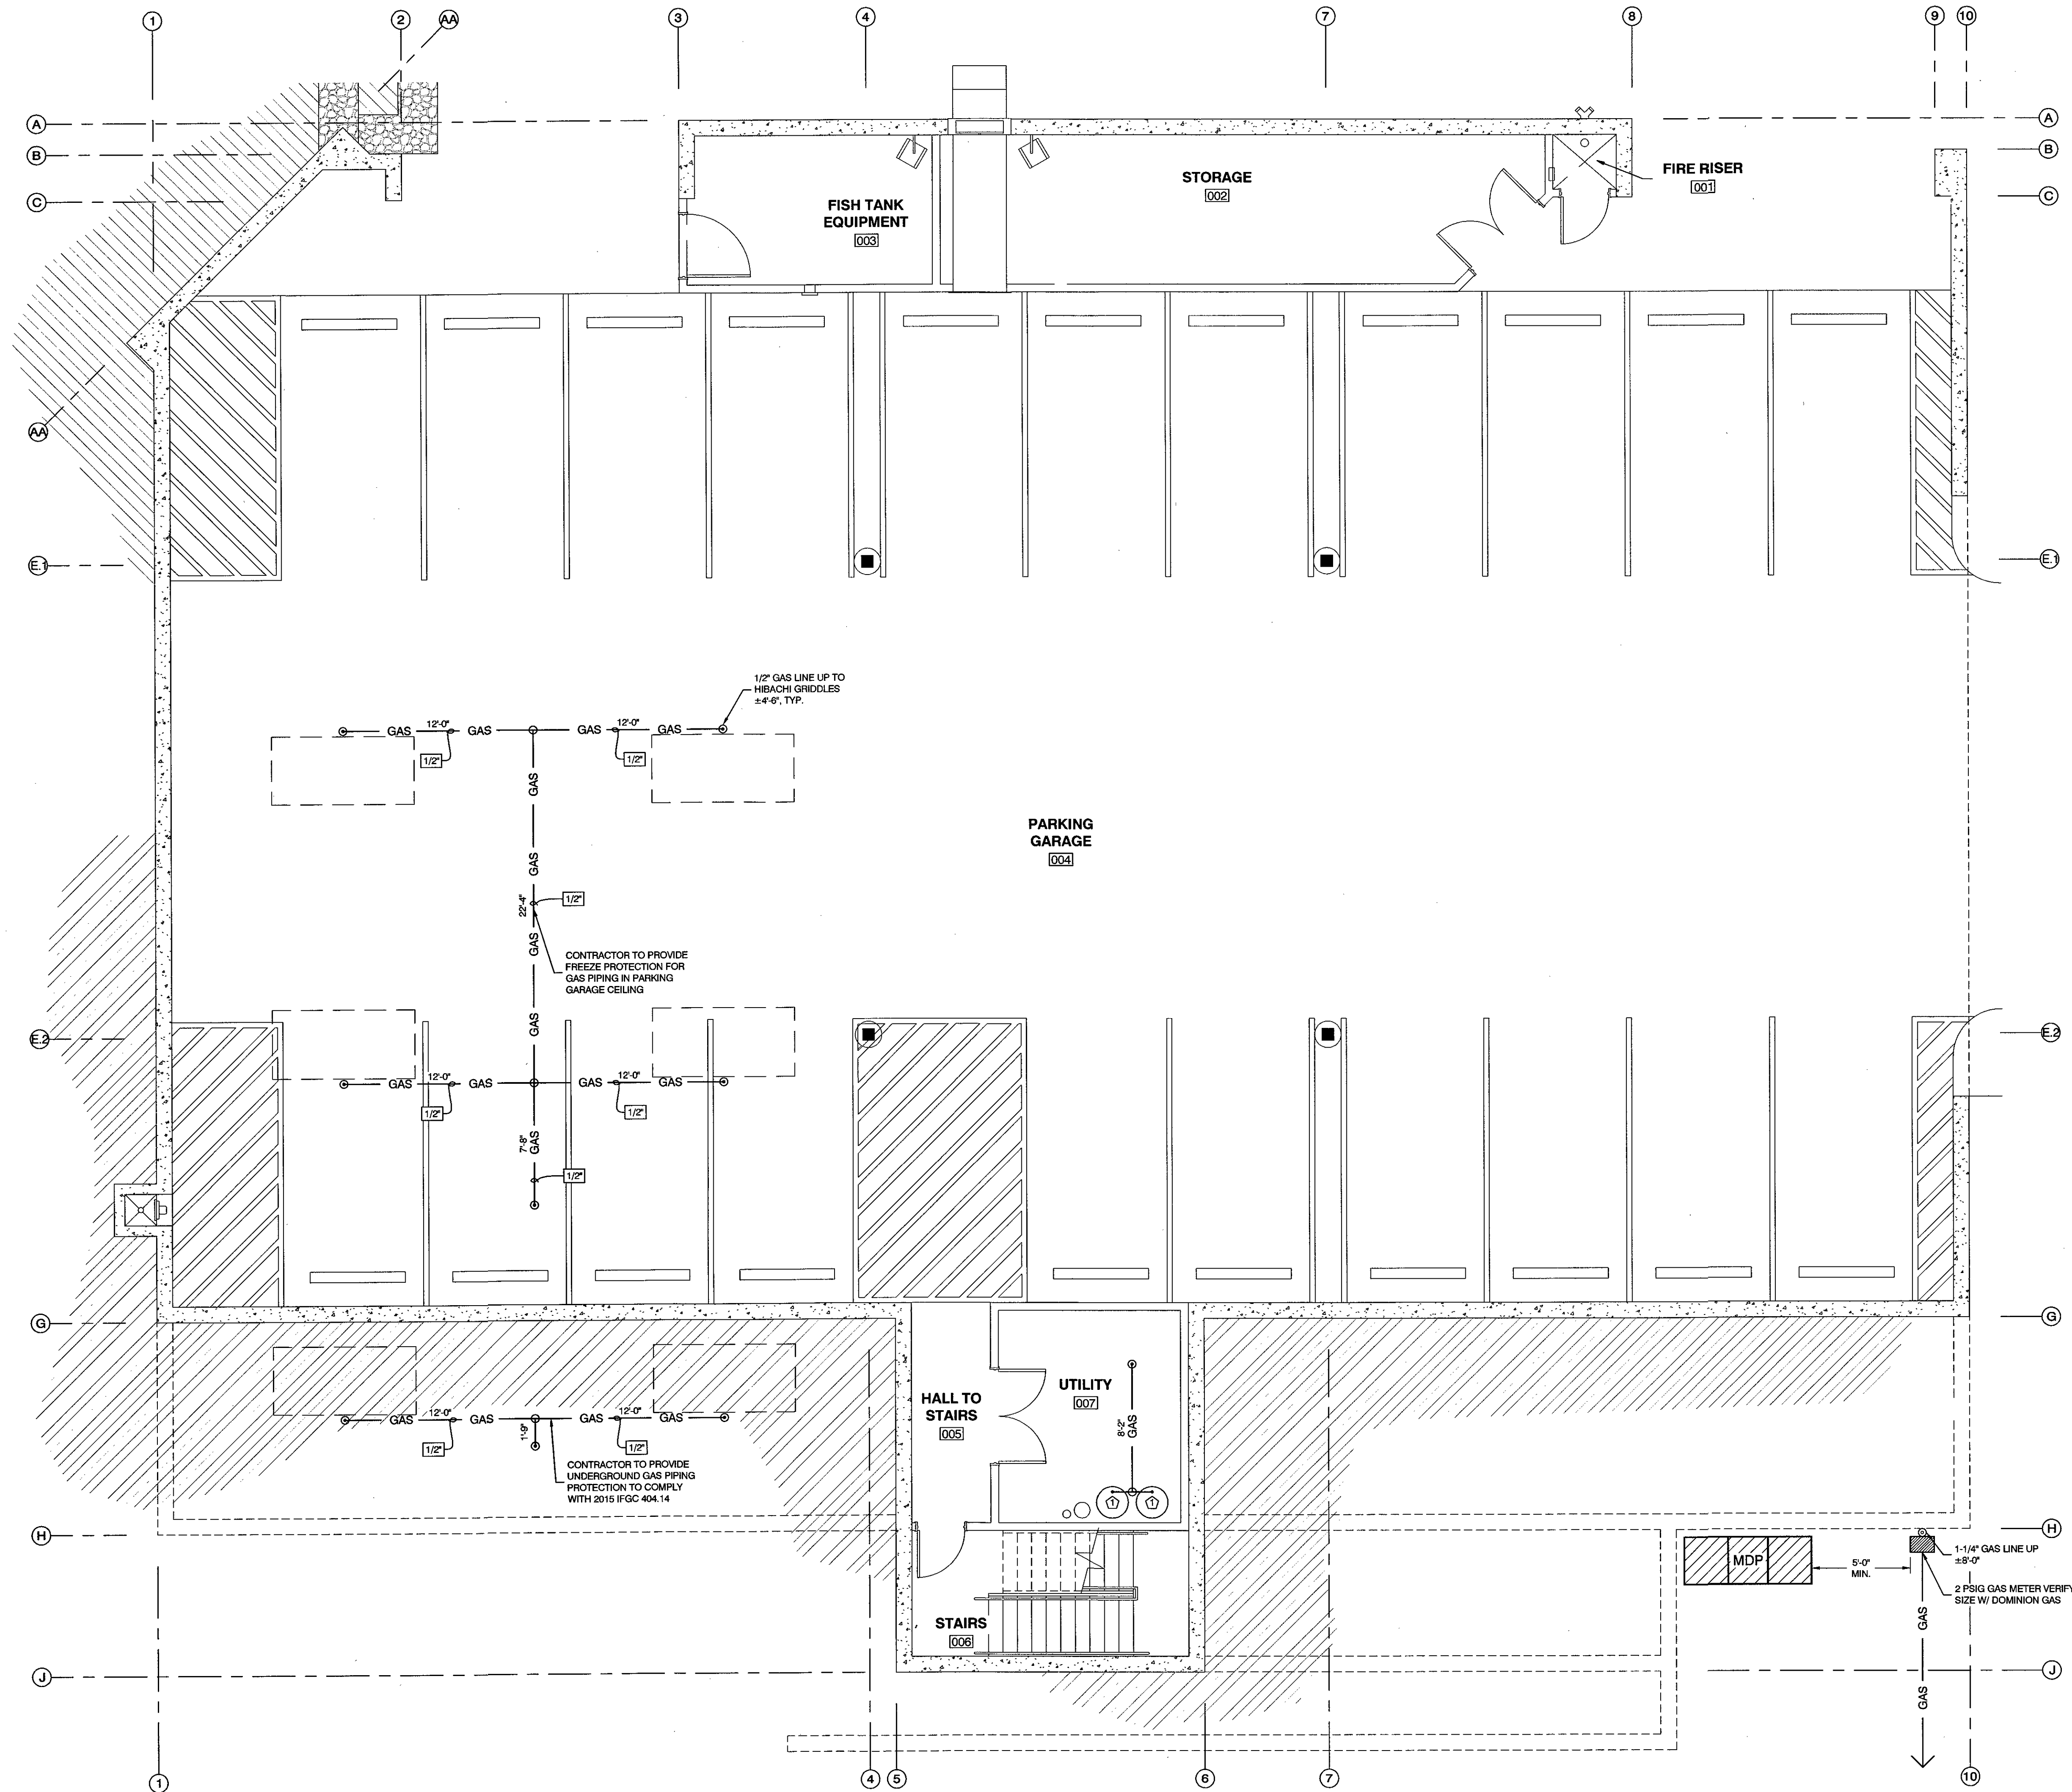 1
2
AA
3
4
7
8
9
10
A
A
B
B
C
C
FISH TANK
EQUIPMENT
003
STORAGE
002
FIRE RISER
001
AA
E.1
E.1
1/2" GAS LINE UP TO
HIBACHI GRIDDLES
±4'-6", TYP.
GAS 12'-0" GAS GAS 12'-0" GAS
1/2"
1/2"
GAS
GAS
PARKING
GARAGE
004
22'-4"
1/2"
GAS
CONTRACTOR TO PROVIDE
FREEZE PROTECTION FOR
GAS PIPING IN PARKING
GARAGE CEILING
GAS
E.2
E.2
GAS 12'-0" GAS GAS 12'-0" GAS
1/2"
1/2"
7'-8"
GAS
1/2"
G
G
HALL TO
STAIRS
005
UTILITY
007
8'-2"
GAS
1
1
GAS 12'-0" GAS GAS 12'-0" GAS
1/2"
1'-9"
1/2"
CONTRACTOR TO PROVIDE
UNDERGROUND GAS PIPING
PROTECTION TO COMPLY
WITH 2015 IFGC 404.14
H
H
MDP
5'-0"
MIN.
1-1/4" GAS LINE UP
±8'-0"
2 PSIG GAS METER VERIFY
SIZE W/ DOMINION GAS
GAS
GAS
STAIRS
006
J
J
1
4
5
6
7
10